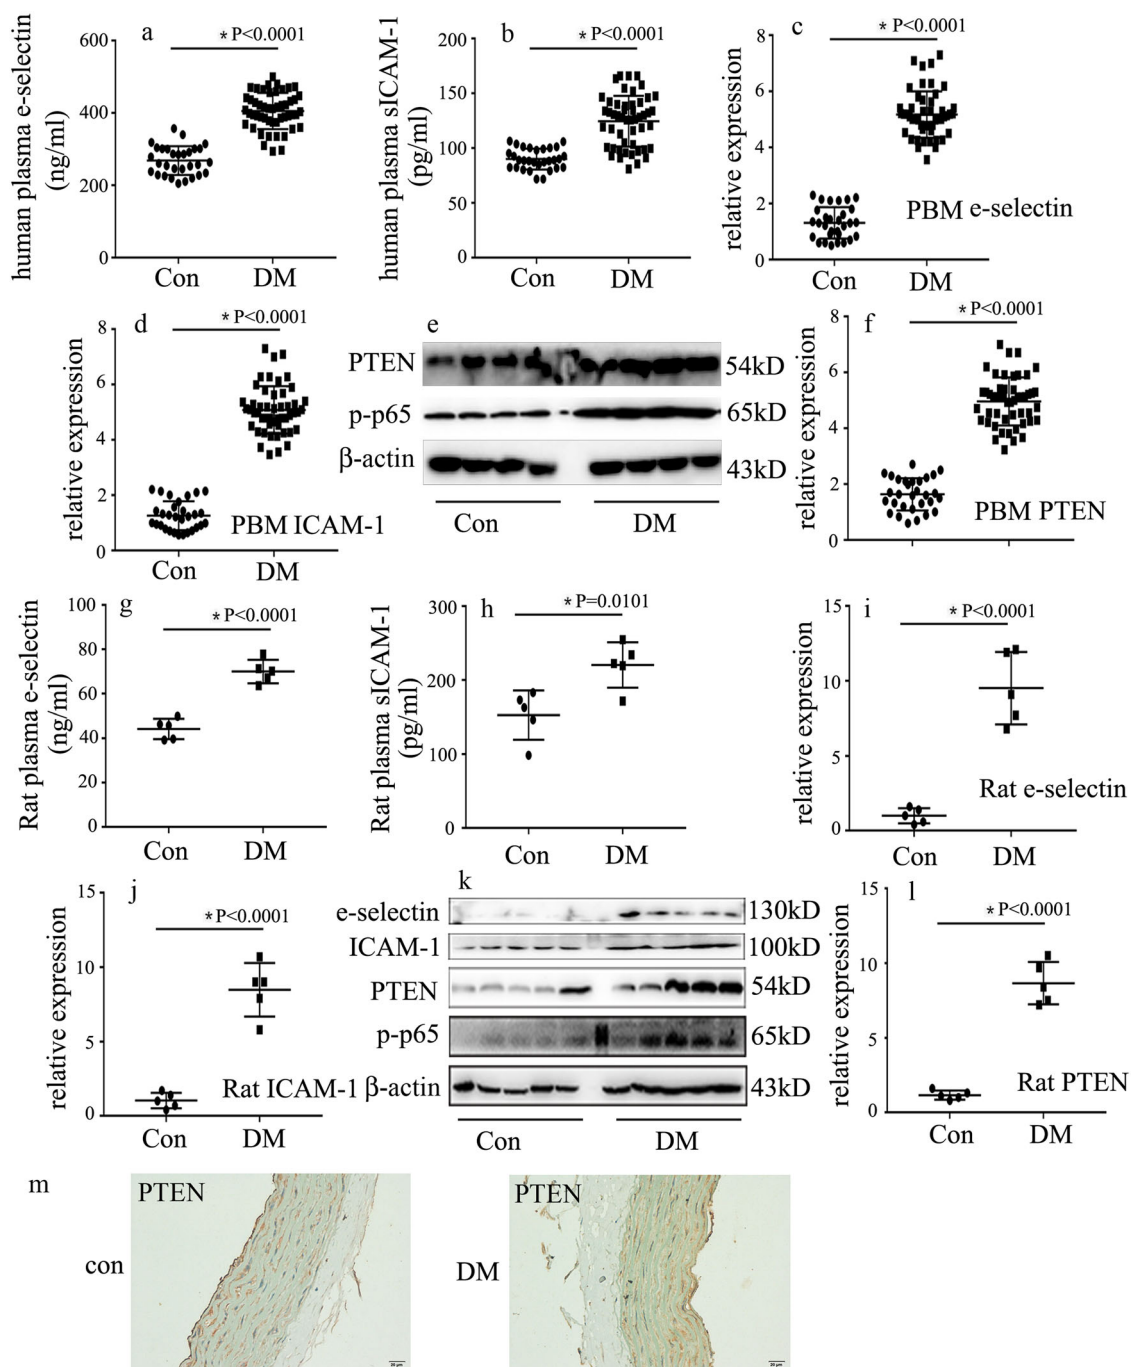 a
* P<0.0001
human plasma e-selectin
(ng/ml)
600
400
200
0
Con
DM
b
* P<0.0001
human plasma sICAM-1
(pg/ml)
200
150
100
50
0
Con
DM
c
* P<0.0001
relative expression
8
6
4
2
0
PBM e-selectin
Con
DM
d
* P<0.0001
relative expression
8
6
4
2
0
PBM ICAM-1
Con
DM
e
PTEN
54kD
p-p65
65kD
β-actin
43kD
Con
DM
f
* P<0.0001
relative expression
8
6
4
2
0
PBM PTEN
g
* P<0.0001
Rat plasma e-selectin
(ng/ml)
100
80
60
40
20
0
Con
DM
h
* P=0.0101
Rat plasma sICAM-1
(pg/ml)
300
200
100
0
Con
DM
i
* P<0.0001
relative expression
15
10
5
0
Rat e-selectin
Con
DM
j
* P<0.0001
relative expression
15
10
5
0
Rat ICAM-1
Con
DM
k
e-selectin
130kD
ICAM-1
100kD
PTEN
54kD
p-p65
65kD
β-actin
43kD
Con
DM
l
* P<0.0001
relative expression
15
10
5
0
Rat PTEN
Con
DM
m
con
PTEN
20 μm
DM
PTEN
20 μm